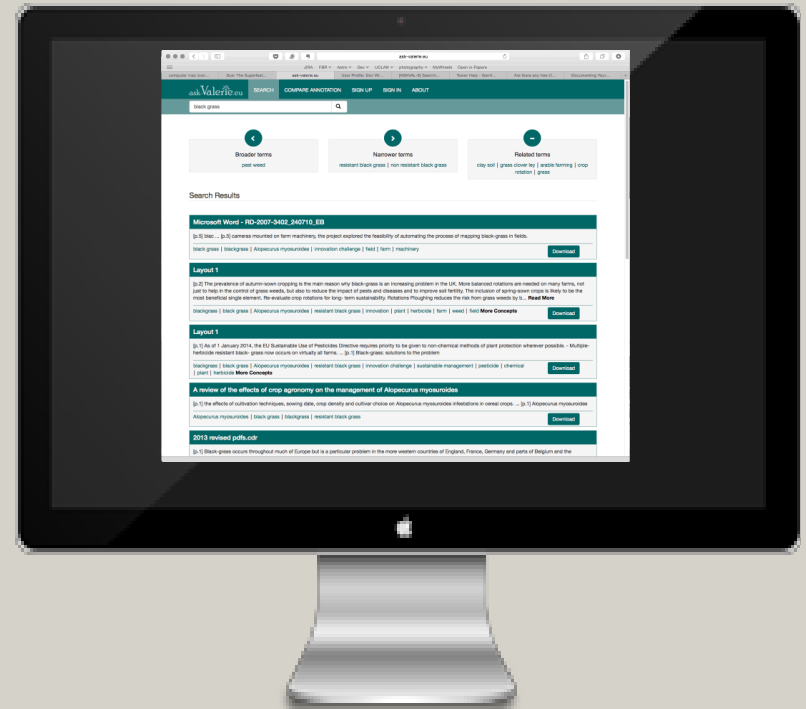 ask-valerie.eu
JIRA FBR Astro Dev UCLAN photography MyWheels Open in Papers
ask-valerie.eu
ask Valerie.eu SEARCH COMPARE ANNOTATION SIGN UP SIGN IN ABOUT
black grass
Broader terms
pest weed
Narrower terms
resistant black grass | non resistant black grass
Related terms
clay soil | grass clover ley | arable farming | crop
rotation | grass
Search Results
Microsoft Word - RD-2007-3402_240710_EB
[p.5] blac ... [p.5] cameras mounted on farm machinery, the project explored the feasibility of automating the process of mapping black-grass in fields.
black grass | blackgrass | Alopecurus myosuroides | innovation challenge | field | farm | machinery
Download
Layout 1
[p.2] The prevalence of autumn-sown cropping is the main reason why black-grass is an increasing problem in the UK. More balanced rotations are needed on many farms, not
just to help in the control of grass weeds, but also to reduce the impact of pests and diseases and to improve soil fertility. The inclusion of spring-sown crops is likely to be the
most beneficial single element. Re-evaluate crop rotations for long- term sustainability. Rotations Ploughing reduces the risk from grass weeds by b... Read More
blackgrass | black grass | Alopecurus myosuroides | resistant black grass | innovation | plant | herbicide | farm | weed | field More Concepts
Download
Layout 1
[p.1] As of 1 January 2014, the EU Sustainable Use of Pesticides Directive requires priority to be given to non-chemical methods of plant protection wherever possible. - Multiple-
herbicide resistant black- grass now occurs on virtually all farms. ... [p.1] Black-grass: solutions to the problem
blackgrass | black grass | Alopecurus myosuroides | resistant black grass | innovation challenge | sustainable management | pesticide | chemical
| plant | herbicide More Concepts
Download
A review of the effects of crop agronomy on the management of Alopecurus myosuroides
[p.1] the effects of cultivation techniques, sowing date, crop density and cultivar choice on Alopecurus myosuroides infestations in cereal crops. ... [p.1] Alopecurus myosuroides
Alopecurus myosuroides | black grass | blackgrass | resistant black grass
Download
2013 revised pdfs.cdr
[p.1] Black-grass occurs throughout much of Europe but is a particular problem in the more western countries of England, France, Germany and parts of Belgium and the